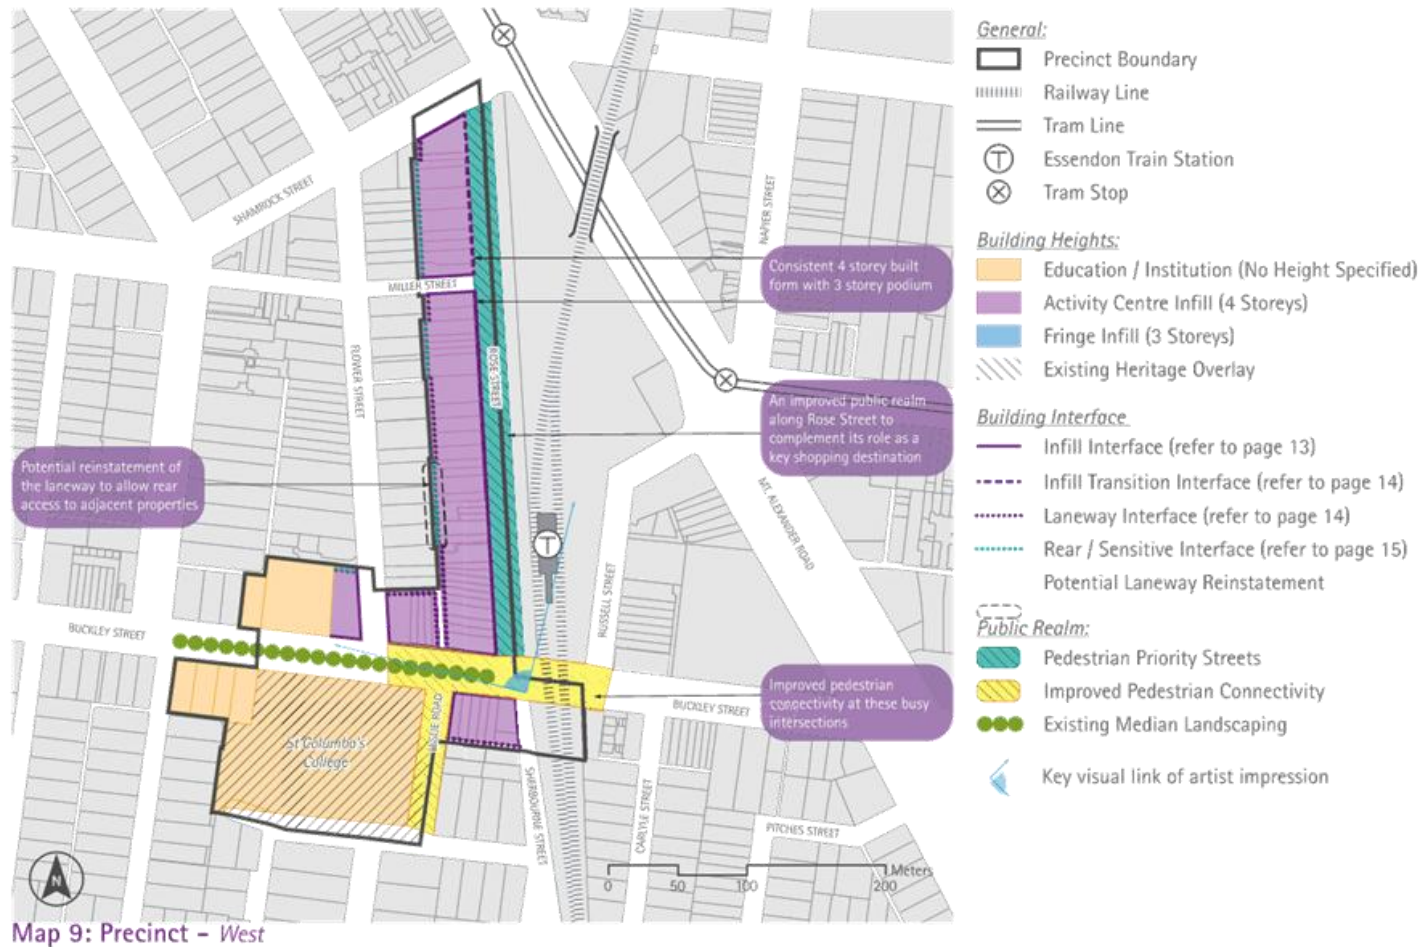 General:
Precinct Boundary
Railway Line
Tram Line
T
Essendon Train Station
Tram Stop
Building Heights:
Education / Institution (No Height Specified)
Activity Centre Infill (4 Storeys)
Fringe Infill (3 Storeys)
Existing Heritage Overlay
Building Interface
Infill Interface (refer to page 13)
Infill Transition Interface (refer to page 14)
Laneway Interface (refer to page 14)
Rear / Sensitive Interface (refer to page 15)
Potential Laneway Reinstatement
Public Realm:
Pedestrian Priority Streets
Improved Pedestrian Connectivity
Existing Median Landscaping
Key visual link of artist impression
SHAMROCK STREET
NAPIER STREET
Consistent 4 storey built
form with 3 storey podium
MILLER STREET
FLOWER STREET
ROSE STREET
An improved public realm
along Rose Street to
complement its role as a
key shopping destination
Potential reinstatement of
the laneway to allow rear
access to adjacent properties
MT. ALEXANDER ROAD
T
RUSSELL STREET
BUCKLEY STREET
Improved pedestrian
connectivity at these busy
intersections
BUCKLEY STREET
St Columba's
College
SHERBOURNE STREET
CARLYLE STREET
PITCHES STREET
Meters
0 50 100 200
N
Map 9: Precinct - West